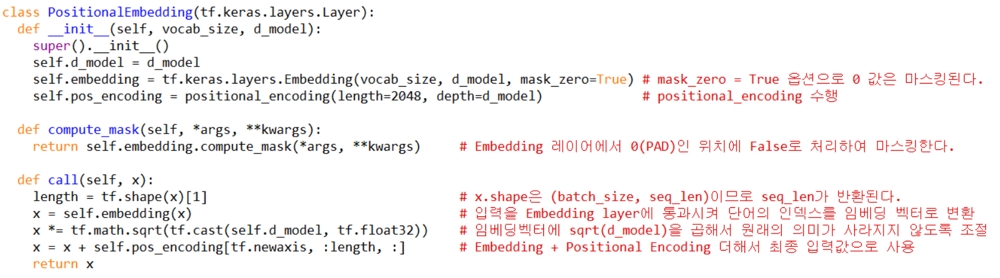 class PositionalEmbedding(tf.keras.layers.Layer):
  def __init__(self, vocab_size, d_model):
    super().__init__()
    self.d_model = d_model
    self.embedding = tf.keras.layers.Embedding(vocab_size, d_model, mask_zero=True) # mask_zero = True 옵션으로 0 값은 마스킹된다.
    self.pos_encoding = positional_encoding(length=2048, depth=d_model)             # positional_encoding 수행

  def compute_mask(self, *args, **kwargs):
    return self.embedding.compute_mask(*args, **kwargs)     # Embedding 레이어에서 0(PAD)인 위치에 False로 처리하여 마스킹한다.

  def call(self, x):
    length = tf.shape(x)[1]                                 # x.shape은 (batch_size, seq_len)이므로 seq_len가 반환된다.
    x = self.embedding(x)                                   # 입력을 Embedding layer에 통과시켜 단어의 인덱스를 임베딩 벡터로 변환
    x *= tf.math.sqrt(tf.cast(self.d_model, tf.float32))    # 임베딩벡터에 sqrt(d_model)을 곱해서 원래의 의미가 사라지지 않도록 조절
    x = x + self.pos_encoding[tf.newaxis, :length, :]       # Embedding + Positional Encoding 더해서 최종 입력값으로 사용
    return x